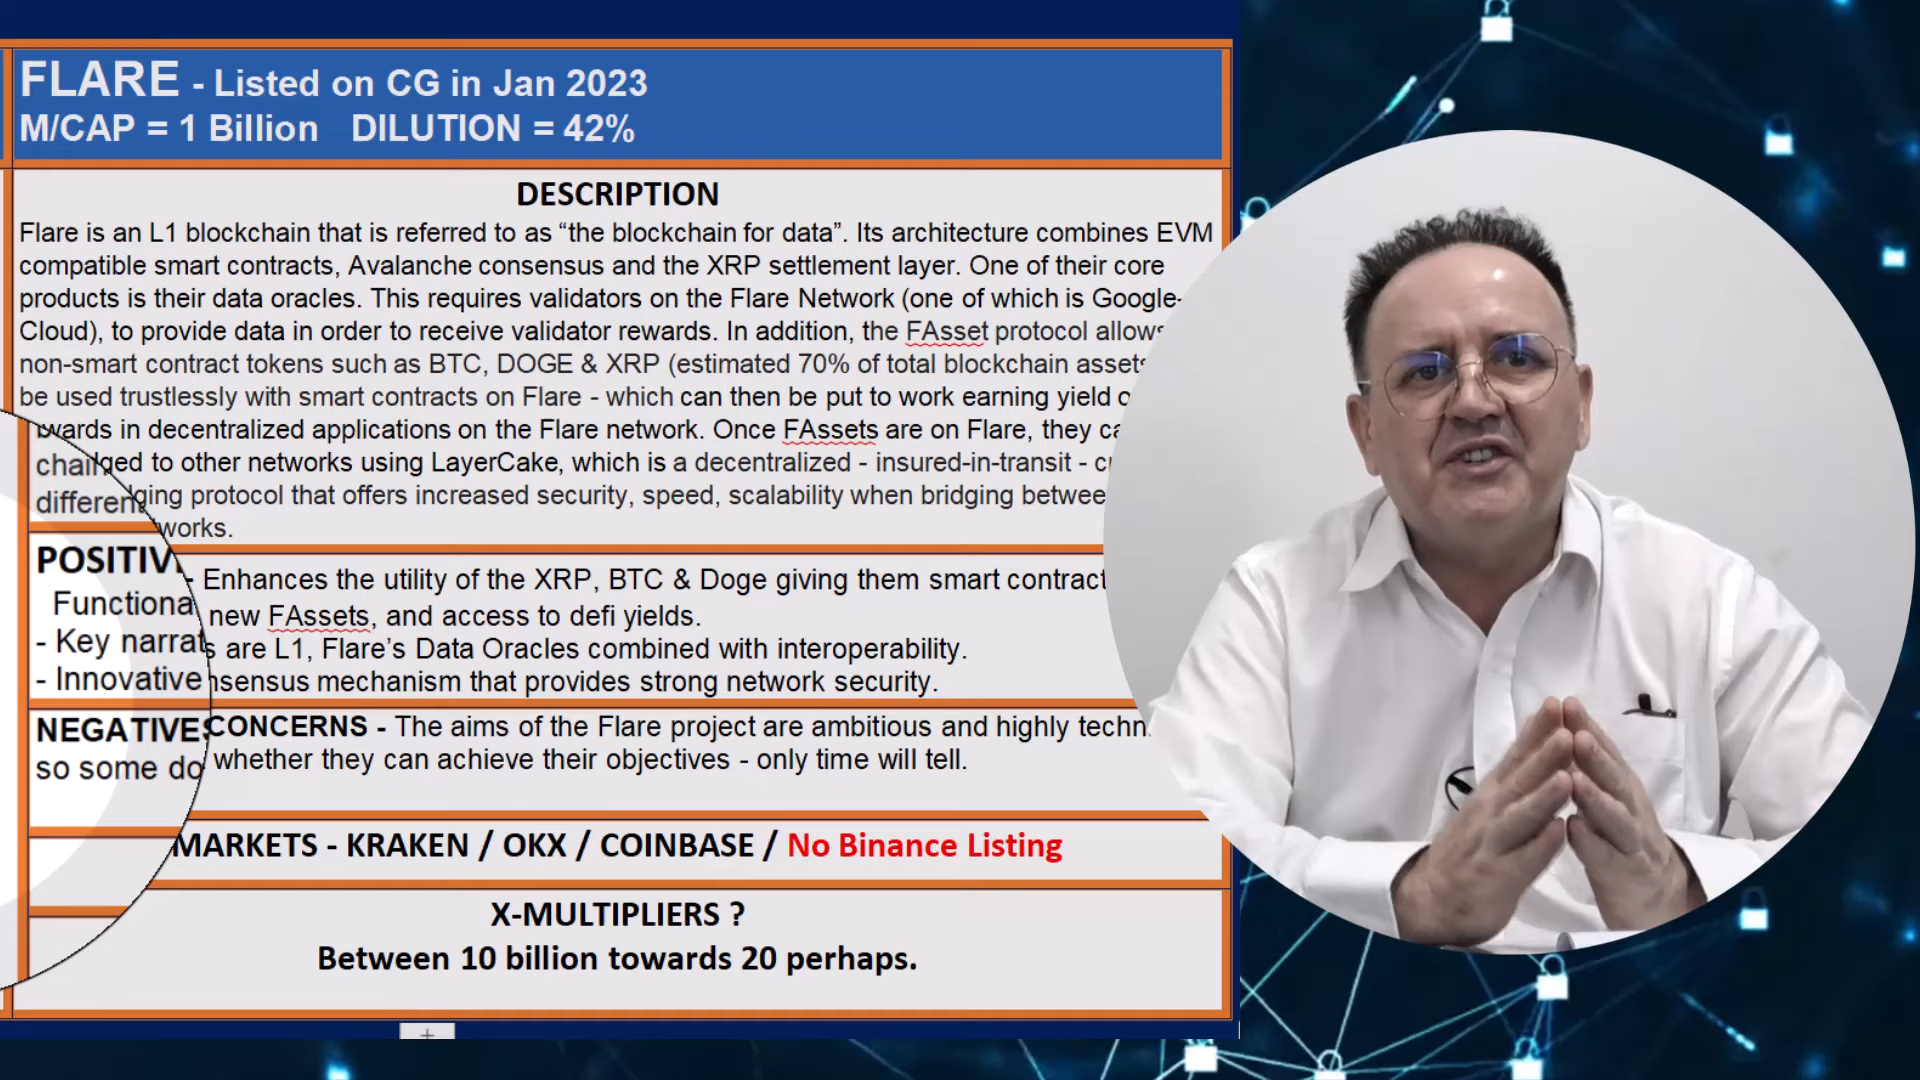 FLARE - Listed on CG in Jan 2023
M/CAP = 1 Billion DILUTION = 42%
DESCRIPTION
Flare is an L1 blockchain that is referred to as “the blockchain for data”. Its architecture combines EVM
compatible smart contracts, Avalanche consensus and the XRP settlement layer. One of their core
products is their data oracles. This requires validators on the Flare Network (one of which is Google-
Cloud), to provide data in order to receive validator rewards. In addition, the FAsset protocol allows
non-smart contract tokens such as BTC, DOGE & XRP (estimated 70% of total blockchain assets
be used trustlessly with smart contracts on Flare - which can then be put to work earning yield
in decentralized applications on the Flare network. Once FAssets are on Flare, they
to other networks using LayerCake, which is a decentralized - insured-in-transit -
protocol that offers increased security, speed, scalability when bridging
chain
different
POSITIV
- Enhances the utility of the XRP, BTC & Doge giving them smart contract
Functiona
new FAssets, and access to defi yields.
- Key narrat
s are L1, Flare’s Data Oracles combined with interoperability.
- Innovative
nsensus mechanism that provides strong network security.
NEGATIVES
CONCERNS - The aims of the Flare project are ambitious and highly techn
so some do
whether they can achieve their objectives - only time will tell.
MARKETS - KRAKEN / OKX / COINBASE / No Binance Listing
X-MULTIPLIERS ?
Between 10 billion towards 20 perhaps.